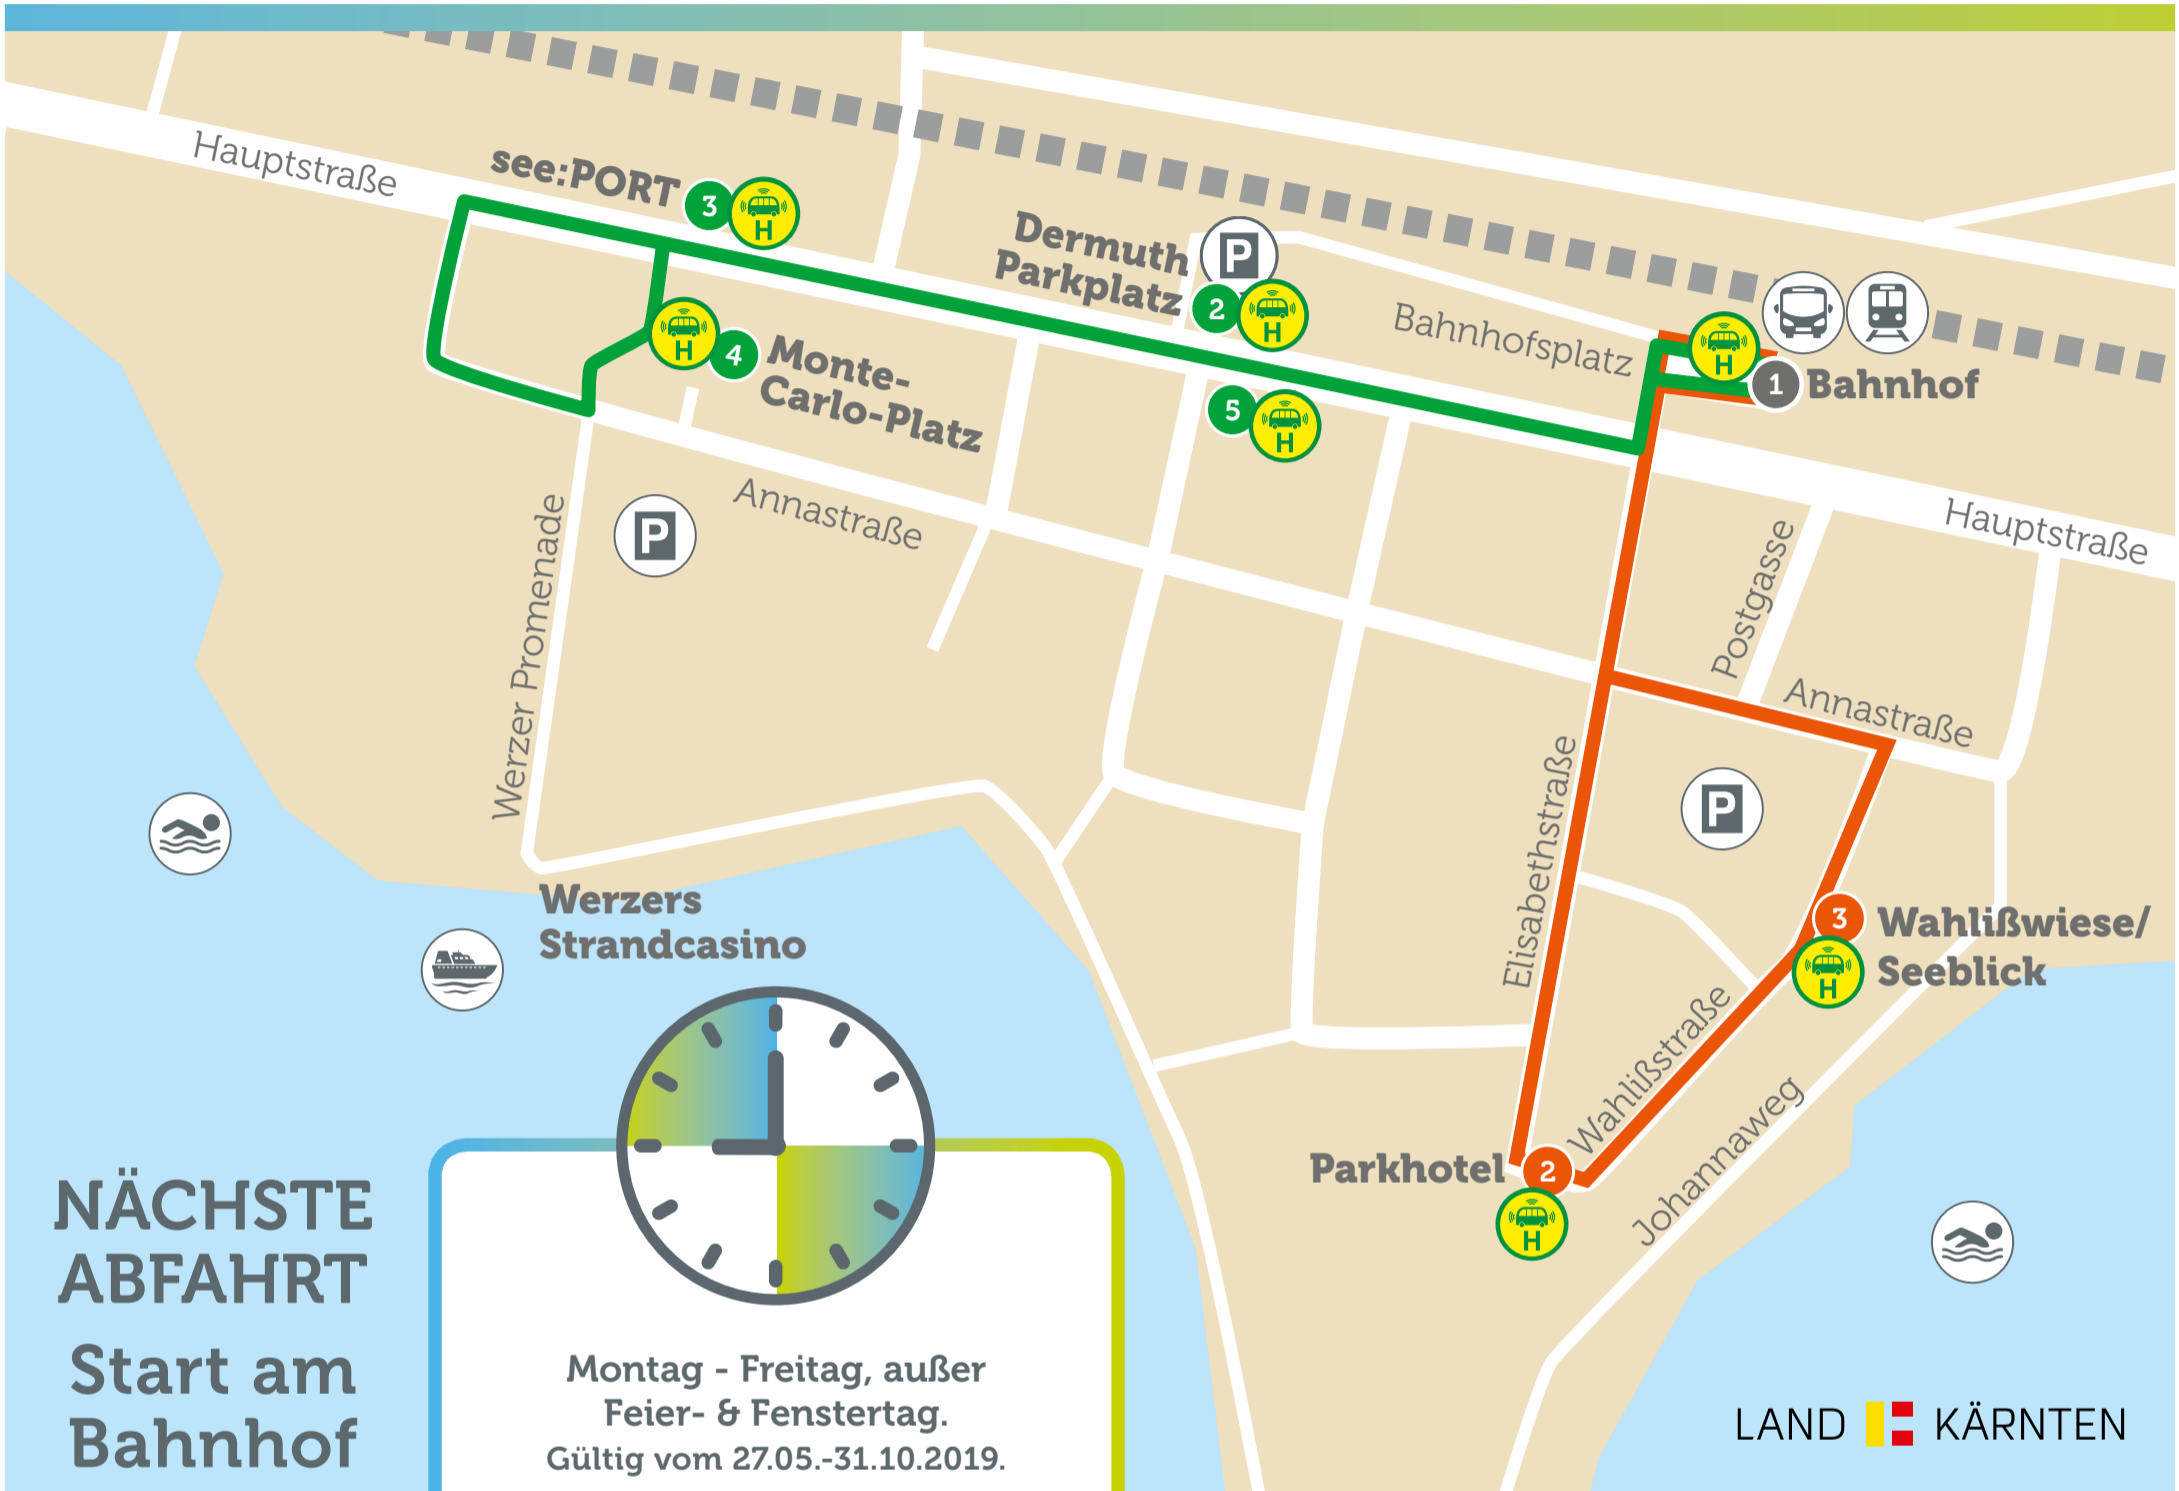 Hauptstraße
see:PORT
3
H
Dermuth
Parkplatz
P
2
H
Bahnhofsplatz
H
1
Bahnhof
H
4
Monte-
Carlo-Platz
5
H
Hauptstraße
Annastraße
P
Werzer Promenade
Postgasse
Annastraße
Elisabethstraße
P
3
Wahlißwiese/
Seeblick
H
Werzers
Strandcasino
Wahlißstraße
Johannaweg
Parkhotel
2
H
NÄCHSTE
ABFAHRT
Start am
Bahnhof
Montag - Freitag, außer
Feier- & Fenstertag.
Gültig vom 27.05.-31.10.2019.
LAND KÄRNTEN